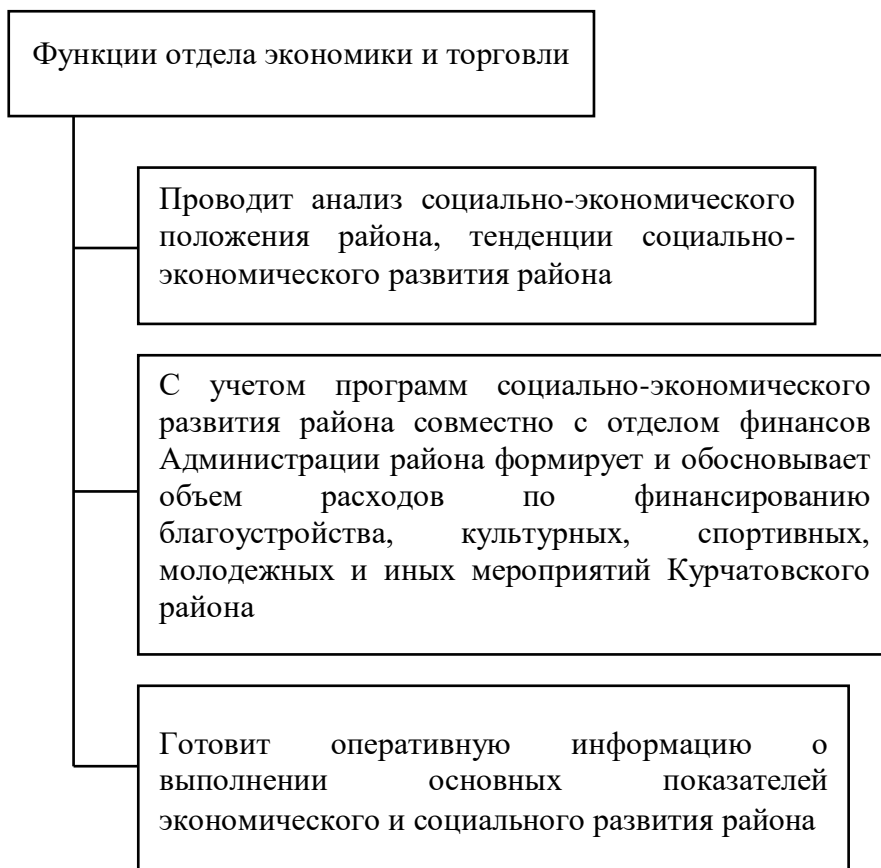 Функции отдела экономики и торговли
Проводит анализ социально-экономического
положения района, тенденции социально-
экономического развития района
С учетом программ социально-экономического
развития района совместно с отделом финансов
Администрации района формирует и обосновывает
объем расходов по финансированию
благоустройства, культурных, спортивных,
молодежных и иных мероприятий Курчатовского
района
Готовит оперативную информацию о
выполнении основных показателей
экономического и социального развития района